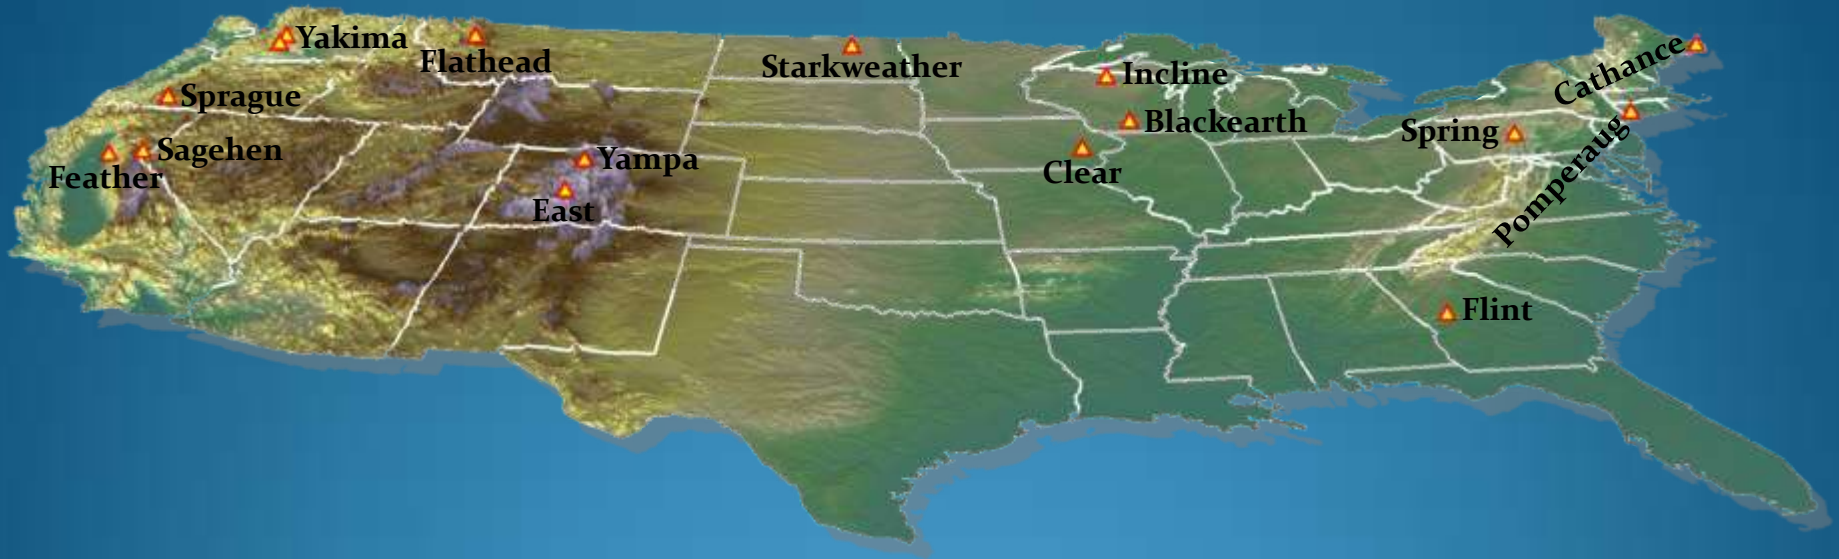 Yakima
Flathead
Starkweather
Incline
Cathance
Sprague
Blackearth
Spring
Pomperaug
Sagehen
Feather
Yampa
Clear
East
Flint